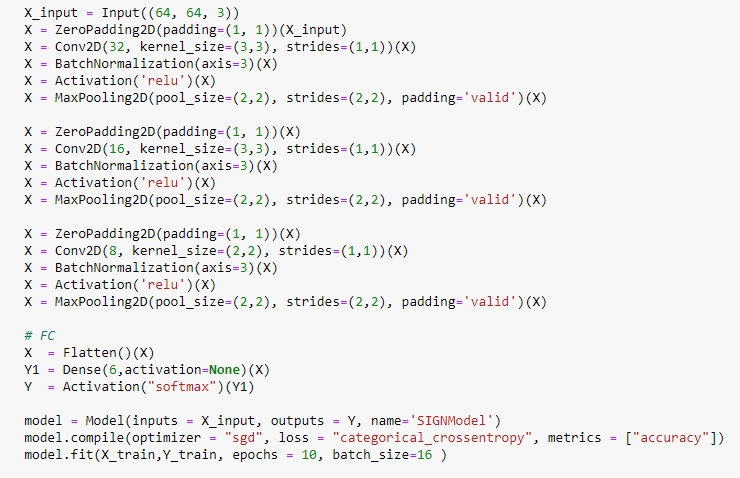 X_input = Input((64, 64, 3))
X = ZeroPadding2D(padding=(1, 1))(X_input)
X = Conv2D(32, kernel_size=(3,3), strides=(1,1))(X)
X = BatchNormalization(axis=3)(X)
X = Activation('relu')(X)
X = MaxPooling2D(pool_size=(2,2), strides=(2,2), padding='valid')(X)
X = ZeroPadding2D(padding=(1, 1))(X)
X = Conv2D(16, kernel_size=(3,3), strides=(1,1))(X)
X = BatchNormalization(axis=3)(X)
X = Activation('relu')(X)
X = MaxPooling2D(pool_size=(2,2), strides=(2,2), padding='valid')(X)
X = ZeroPadding2D(padding=(1, 1))(X)
X = Conv2D(8, kernel_size=(2,2), strides=(1,1))(X)
X = BatchNormalization(axis=3)(X)
X = Activation('relu')(X)
X = MaxPooling2D(pool_size=(2,2), strides=(2,2), padding='valid')(X)
# FC
X  = Flatten()(X)
Y1 = Dense(6,activation=None)(X)
Y  = Activation("softmax")(Y1)
model = Model(inputs = X_input, outputs = Y, name='SIGNModel')
model.compile(optimizer = "sgd", loss = "categorical_crossentropy", metrics = ["accuracy"])
model.fit(X_train,Y_train, epochs = 10, batch_size=16 )